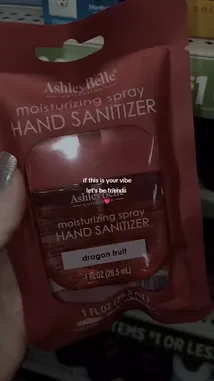 AshleyBelle
moisturizing spray
HAND SANITIZER
if this is your vibe
let's be friends
❤️
moisturizing spray
HAND SANITIZER
dragon fruit
1 FL OZ (29.5 mL)
ITEMS $1 OR LESS